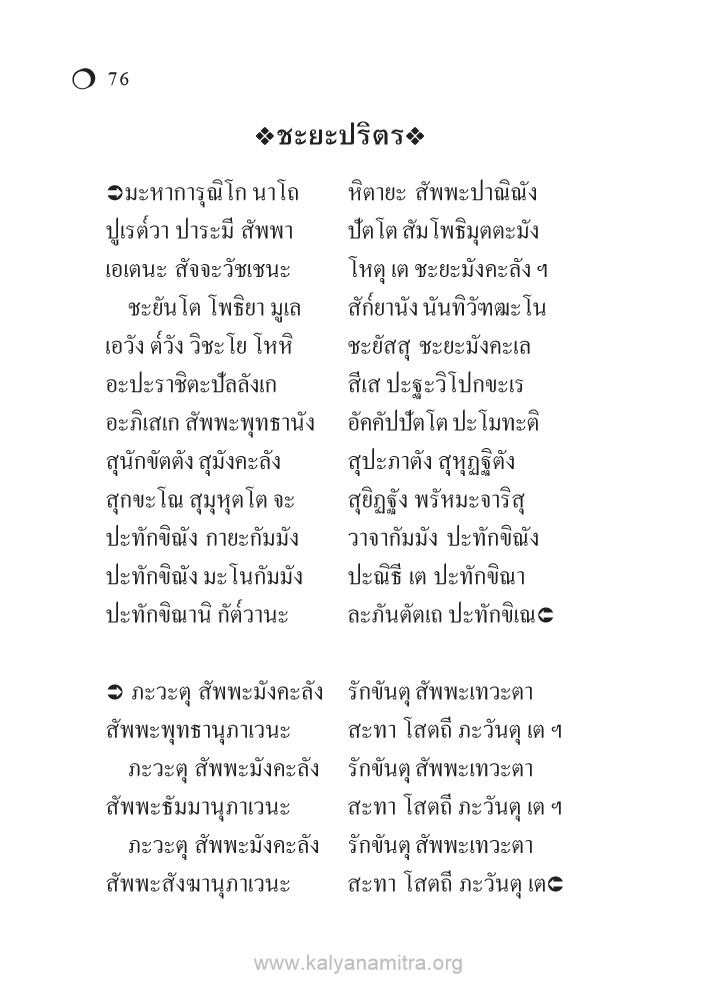 76
❖ชะยะปริตร❖
➲มะหาการุณิโก นาโถ หิตายะ สัพพะปาณิณัง
ปูเรต๎วา ปาระมี สัพพา ปัตโต สัมโพธิมุตตะมัง
เอเตนะ สัจจะวัชเชนะ โหตุ เต ชะยะมังคะลัง ฯ
ชะยันโต โพธิยา มูเล สัก๎ยานัง นันทิวัฑฒะโน
เอวัง ต๎วัง วิชะโย โหหิ ชะยัสสุ ชะยะมังคะเล
อะปะราชิตะปัลลังเก สีเส ปะฐะวิโปกขะเร
อะภิเสเก สัพพะพุทธานัง อัคคัปปัตโต ปะโมทะติ
สุนักขัตตัง สุมังคะลัง สุปะภาตัง สุหุฏฐิตัง
สุกขะโณ สุมุหุตโต จะ สุยิฏฐัง พรัหมะจาริสุ
ปะทักขิณัง กายะกัมมัง วาจากัมมัง ปะทักขิณัง
ปะทักขิณัง มะโนกัมมัง ปะณิธี เต ปะทักขิณา
ปะทักขิณานิ กัต๎วานะ ละภันตัตเถ ปะทักขิเณ
➲ ภะวะตุ สัพพะมังคะลัง รักขันตุ สัพพะเทวะตา
สัพพะพุทธานุภาเวนะ สะทา โสตถี ภะวันตุ เต ฯ
ภะวะตุ สัพพะมังคะลัง รักขันตุ สัพพะเทวะตา
สัพพะธัมมานุภาเวนะ สะทา โสตถี ภะวันตุ เต ฯ
ภะวะตุ สัพพะมังคะลัง รักขันตุ สัพพะเทวะตา
สัพพะสังฆานุภาเวนะ สะทา โสตถี ภะวันตุ เต
www.kalyanamitra.org